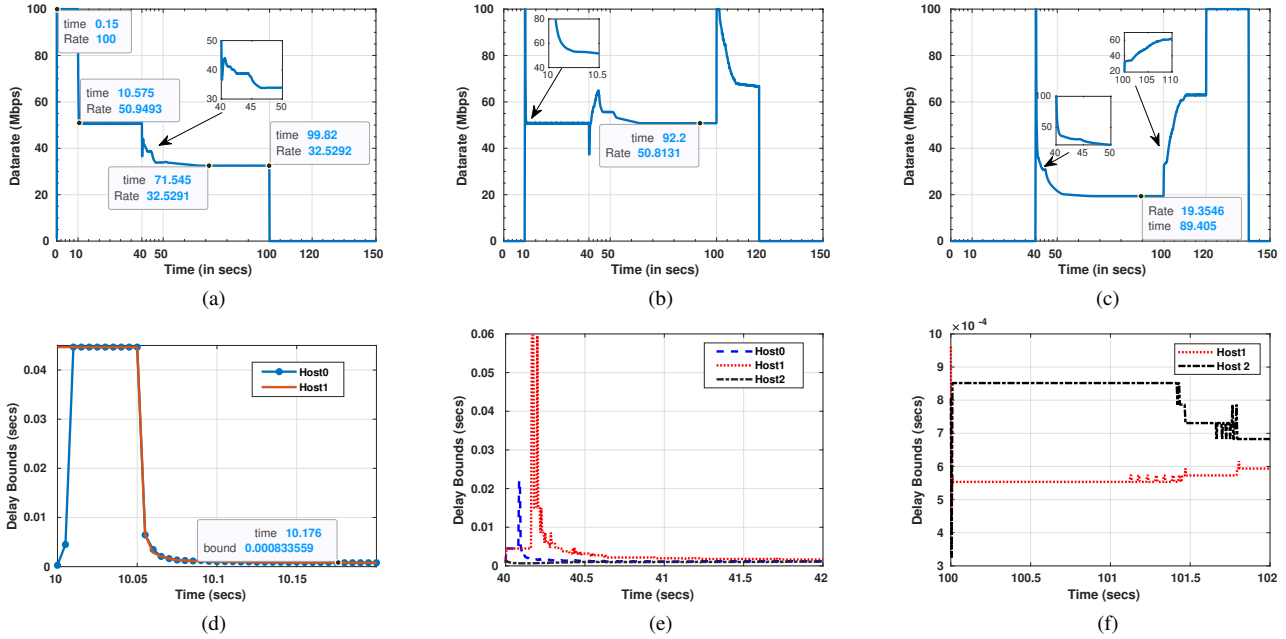 time 0.15
Rate 100
time 10.575
Rate 50.9493
time 99.82
Rate 32.5292
time 71.545
Rate 32.5291
50
40
30
40 45 50
100
80
60
40
20
0
0 10 40 50 100 120 150
Datarate (Mbps)
Time (in secs)
(a)
80
60
40
10 10.5
time 92.2
Rate 50.8131
100
80
60
40
20
0
0 10 40 50 100 120 150
Datarate (Mbps)
Time (in secs)
(b)
60
40
20
100 105 110
100
50
40 45 50
Rate 19.3546
time 89.405
100
80
60
40
20
0
0 10 40 50 100 120 150
Datarate (Mbps)
Time (in secs)
(c)
Host0
Host1
time 10.176
bound 0.000833559
0.04
0.03
0.02
0.01
0
10 10.05 10.1 10.15
Delay Bounds (secs)
Time (secs)
(d)
Host0
Host1
Host2
0.06
0.05
0.04
0.03
0.02
0.01
0
40 40.5 41 41.5 42
Delay Bounds (secs)
Time (secs)
(e)
× 10 -4
Host1
Host 2
10
9
8
7
6
5
4
3
100 100.5 101 101.5 102
Delay Bounds (secs)
Time (secs)
(f)